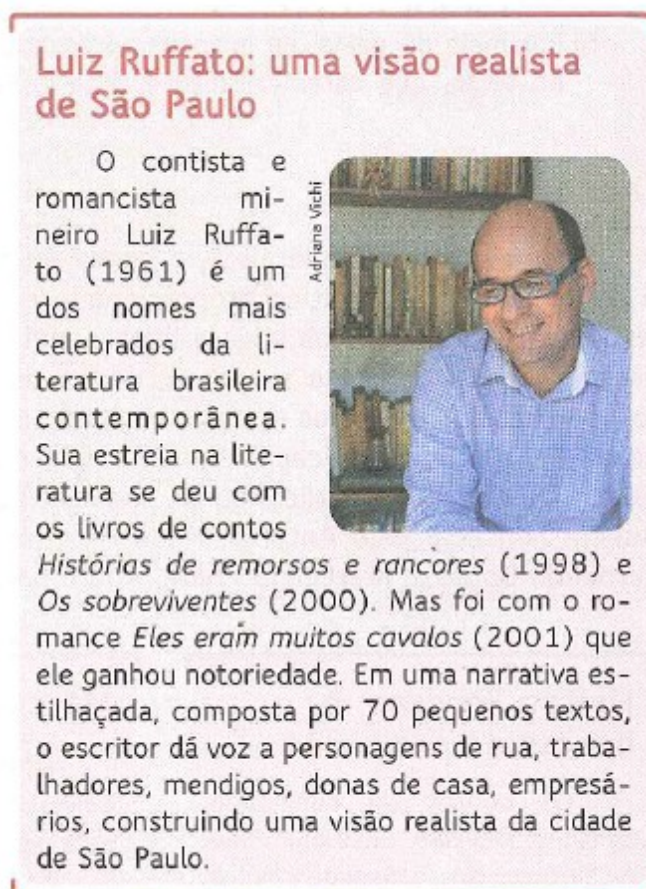 Luiz Ruffato: uma visão realista
de São Paulo
O contista e
romancista mi-
neiro Luiz Ruffa-
to (1961) é um
dos nomes mais
celebrados da li-
teratura brasileira
contemporânea.
Sua estreia na lite-
ratura se deu com
os livros de contos
Histórias de remorsos e rancores (1998) e
Os sobreviventes (2000). Mas foi com o ro-
mance Eles eram muitos cavalos (2001) que
ele ganhou notoriedade. Em uma narrativa es-
tilhaçada, composta por 70 pequenos textos,
o escritor dá voz a personagens de rua, traba-
lhadores, mendigos, donas de casa, empresá-
rios, construindo uma visão realista da cidade
de São Paulo.
Adriana Vichi